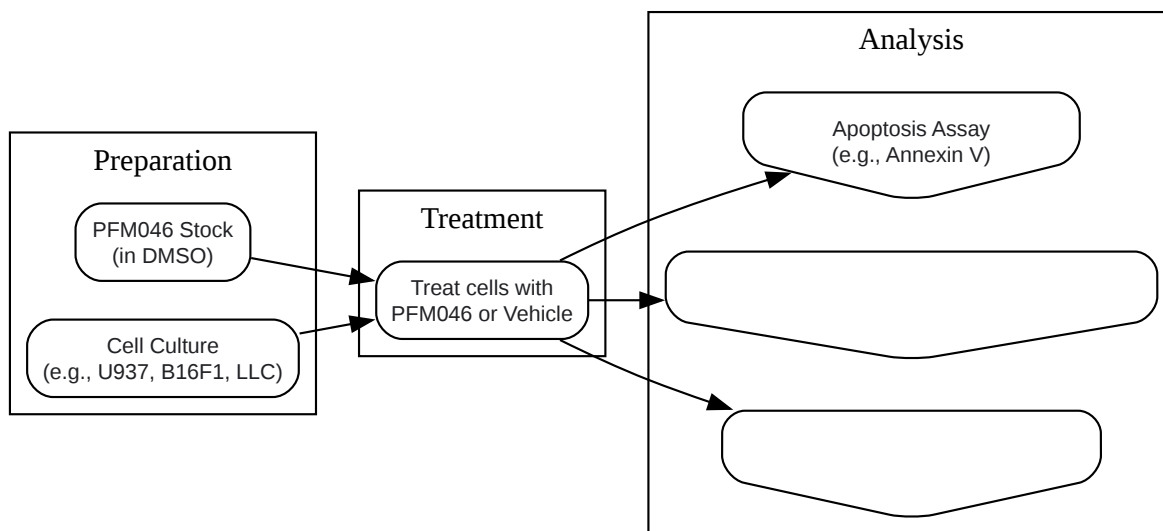 Preparation
PFM046 Stock
(in DMSO)
Cell Culture
(e.g., U937, B16F1, LLC)
Treatment
Treat cells with
PFM046 or Vehicle
Analysis
Apoptosis Assay
(e.g., Annexin V)